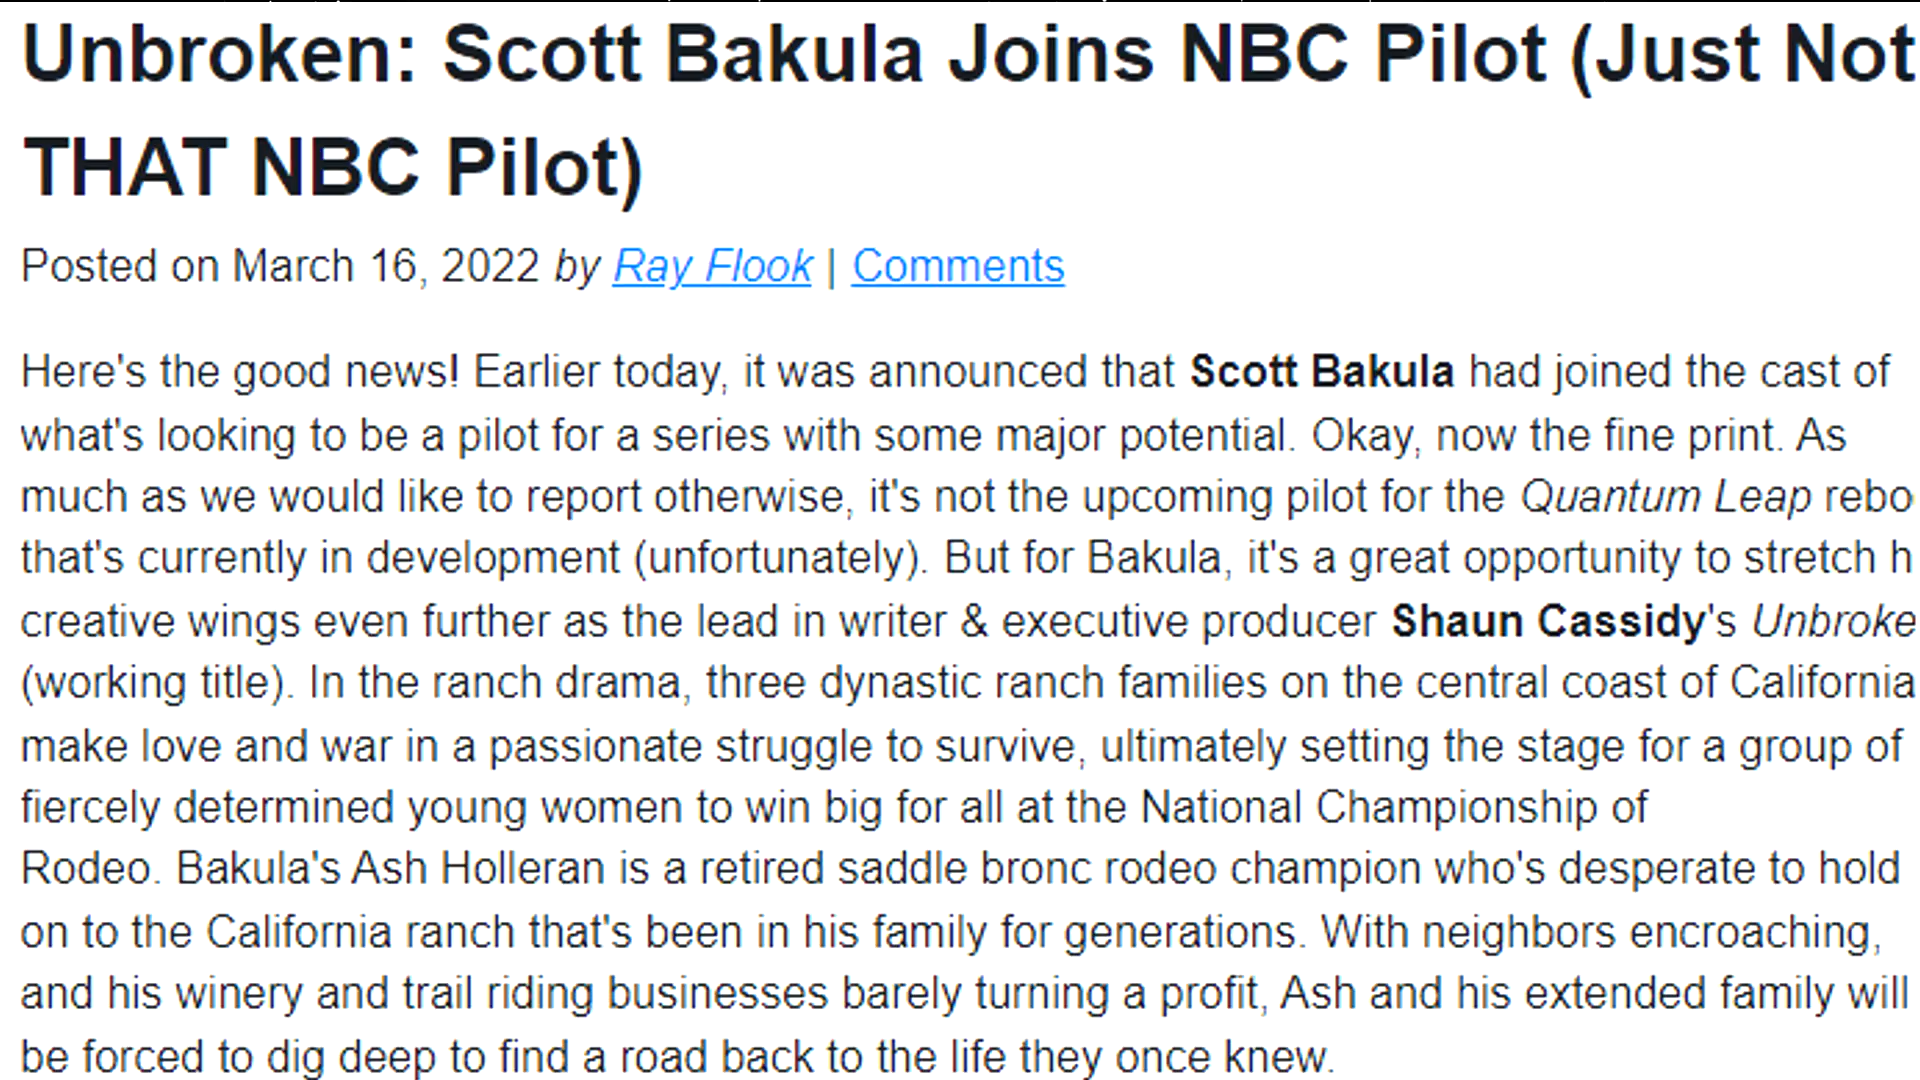 Unbroken: Scott Bakula Joins NBC Pilot (Just Not
THAT NBC Pilot)
Posted on March 16, 2022 by Ray Flook | Comments
Here's the good news! Earlier today, it was announced that Scott Bakula had joined the cast of
what's looking to be a pilot for a series with some major potential. Okay, now the fine print. As
much as we would like to report otherwise, it's not the upcoming pilot for the Quantum Leap rebo
that's currently in development (unfortunately). But for Bakula, it's a great opportunity to stretch h
creative wings even further as the lead in writer & executive producer Shaun Cassidy's Unbroke
(working title). In the ranch drama, three dynastic ranch families on the central coast of California
make love and war in a passionate struggle to survive, ultimately setting the stage for a group of
fiercely determined young women to win big for all at the National Championship of
Rodeo. Bakula's Ash Holleran is a retired saddle bronc rodeo champion who's desperate to hold
on to the California ranch that's been in his family for generations. With neighbors encroaching,
and his winery and trail riding businesses barely turning a profit, Ash and his extended family will
be forced to dig deep to find a road back to the life they once knew.